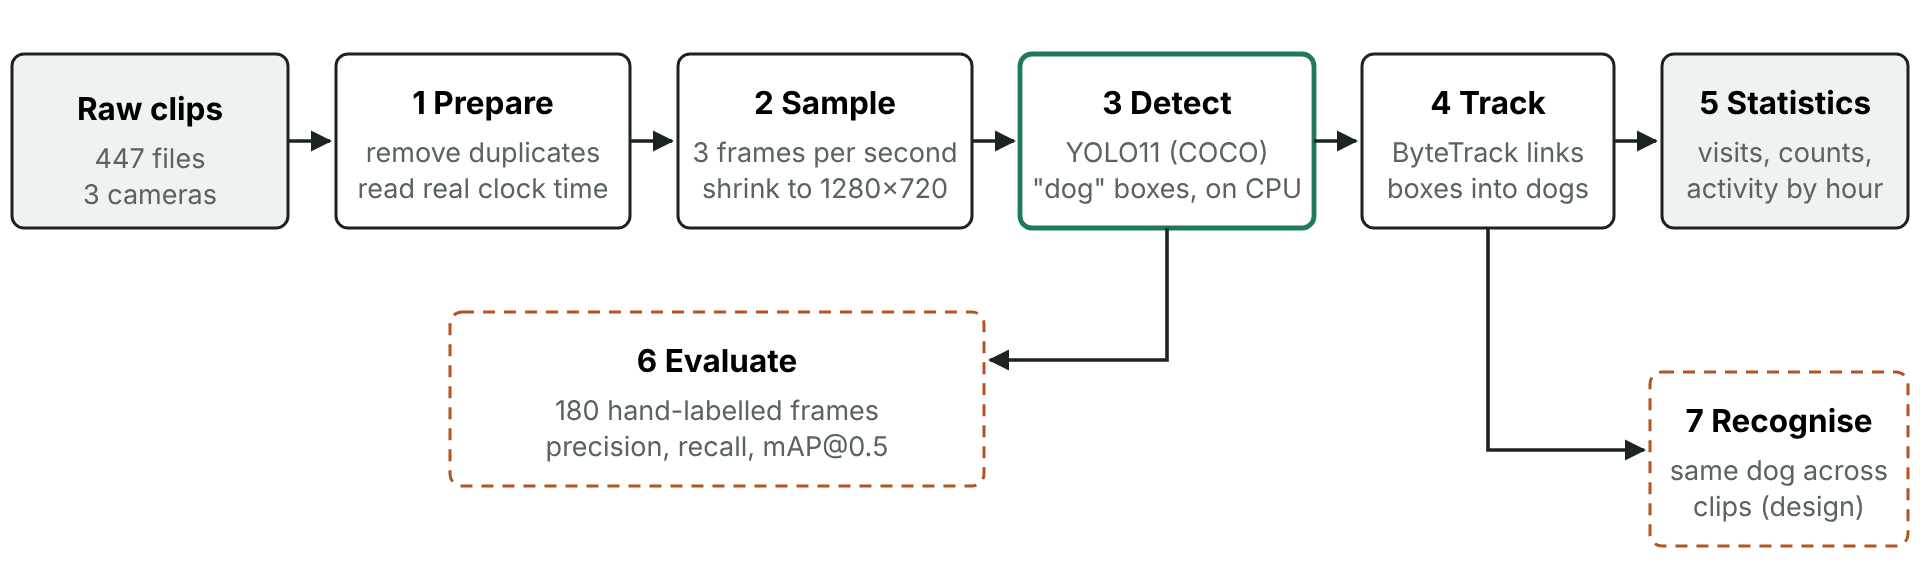 Raw clips
447 files
3 cameras
1 Prepare
remove duplicates
read real clock time
2 Sample
3 frames per second
shrink to 1280×720
3 Detect
YOLO11 (COCO)
"dog" boxes, on CPU
4 Track
ByteTrack links
boxes into dogs
5 Statistics
visits, counts,
activity by hour
6 Evaluate
180 hand-labelled frames
precision, recall, mAP@0.5
7 Recognise
same dog across
clips (design)